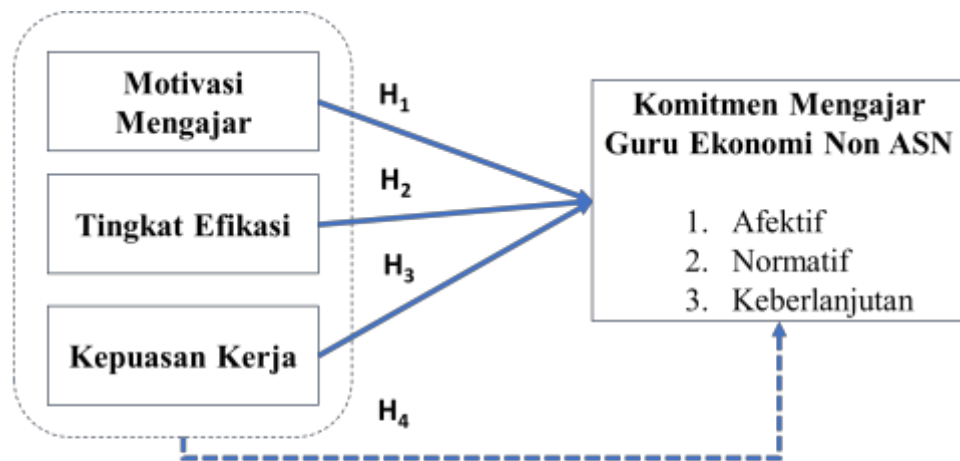 Motivasi
Mengajar
Tingkat Efikasi
Kepuasan Kerja
H₁
H₂
H₃
H₄
Komitmen Mengajar
Guru Ekonomi Non ASN
1. Afektif
2. Normatif
3. Keberlanjutan